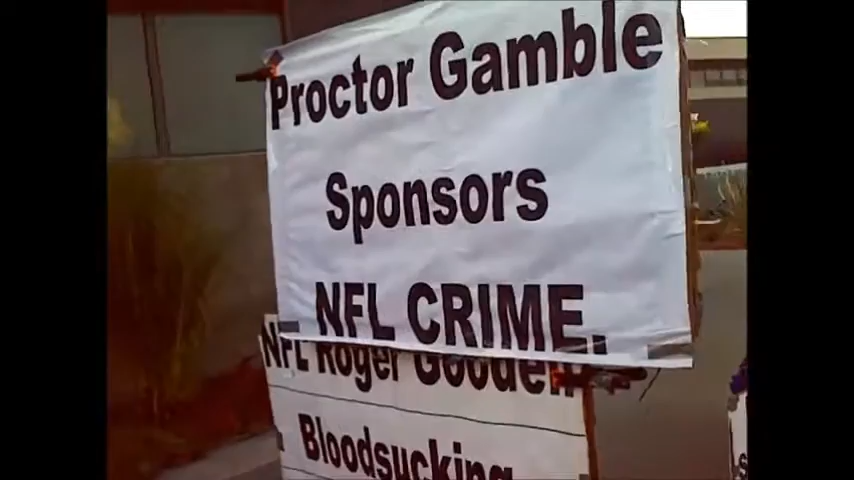 Proctor Gamble
Sponsors
NFL CRIME.
NFL Roger Goodell
Bloodsucking